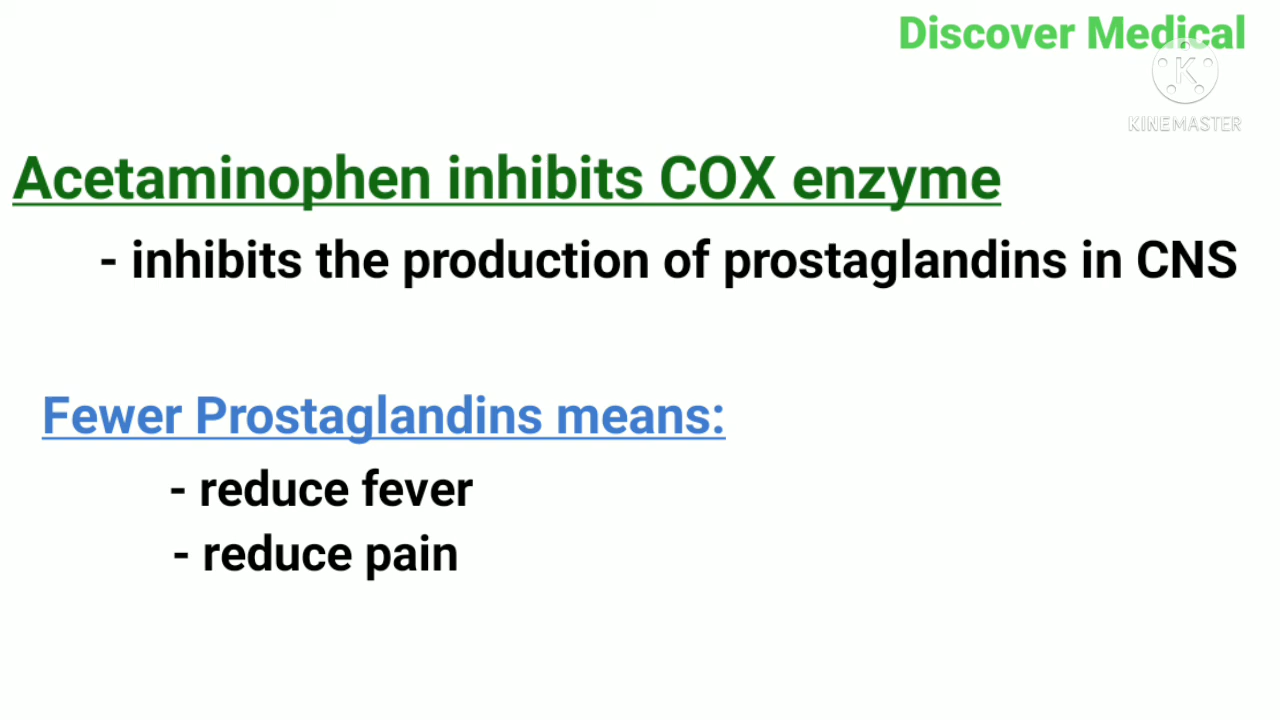 Discover Medical
K
KINEMASTER
Acetaminophen inhibits COX enzyme
- inhibits the production of prostaglandins in CNS
Fewer Prostaglandins means:
- reduce fever
- reduce pain